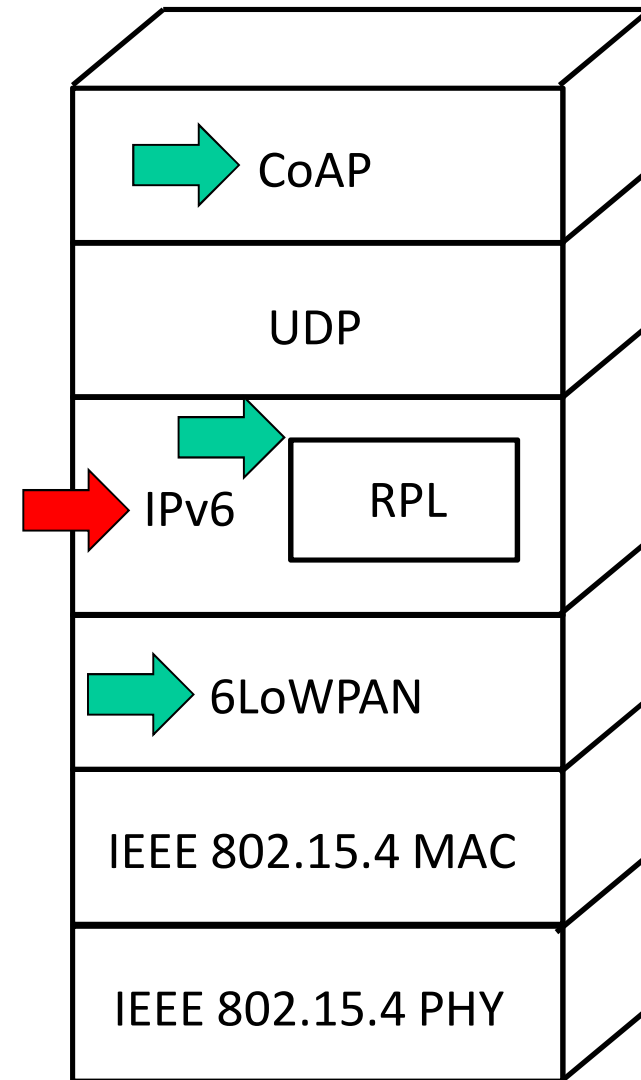 CoAP
UDP
IPv6
RPL
6LoWPAN
IEEE 802.15.4 MAC
IEEE 802.15.4 PHY